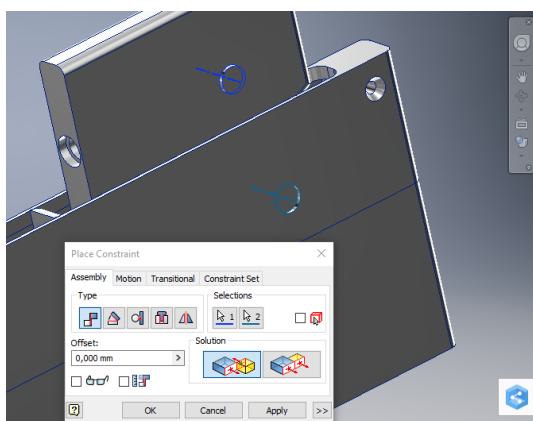 Place Constraint
Assembly Motion Transitional Constraint Set
Type
Selections
1 2
Offset:
Solution
0,000 mm >
?
OK Cancel Apply >>